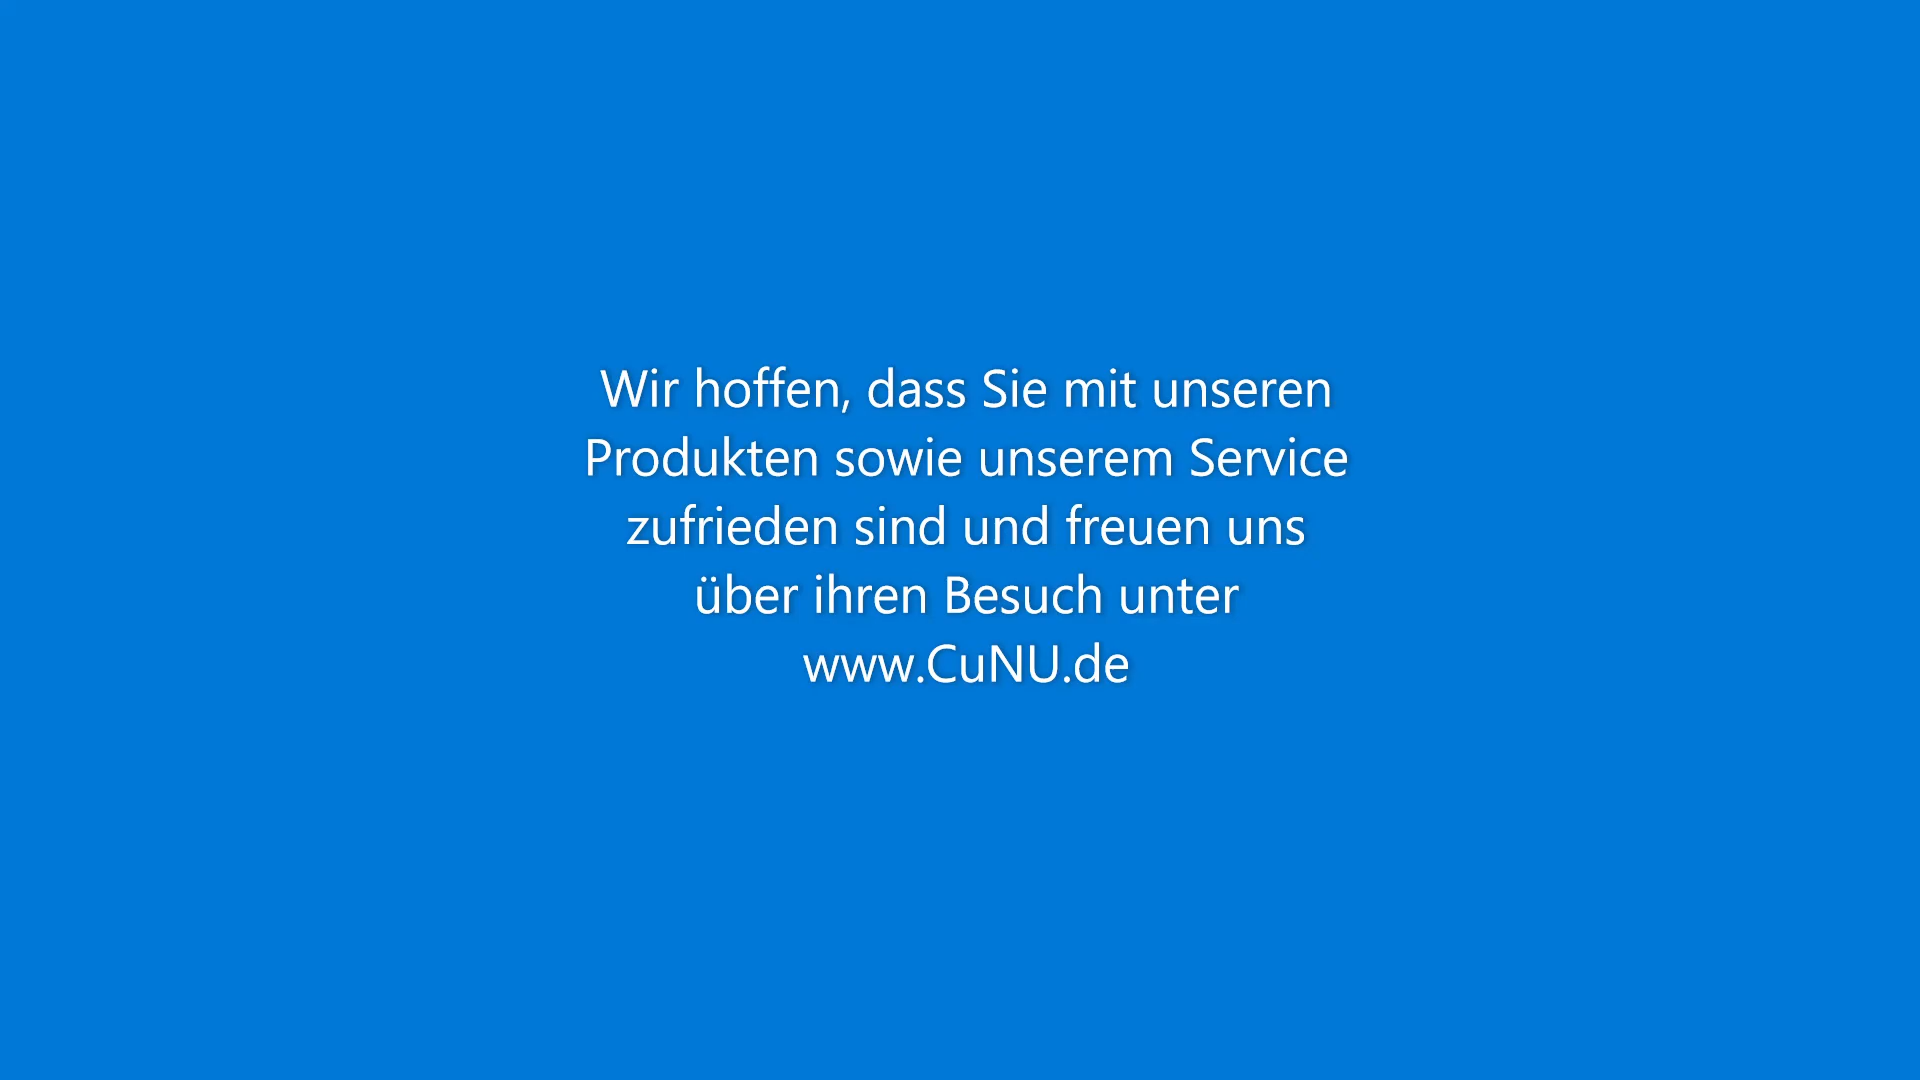 Wir hoffen, dass Sie mit unseren
Produkten sowie unserem Service
zufrieden sind und freuen uns
über ihren Besuch unter
www.CuNU.de